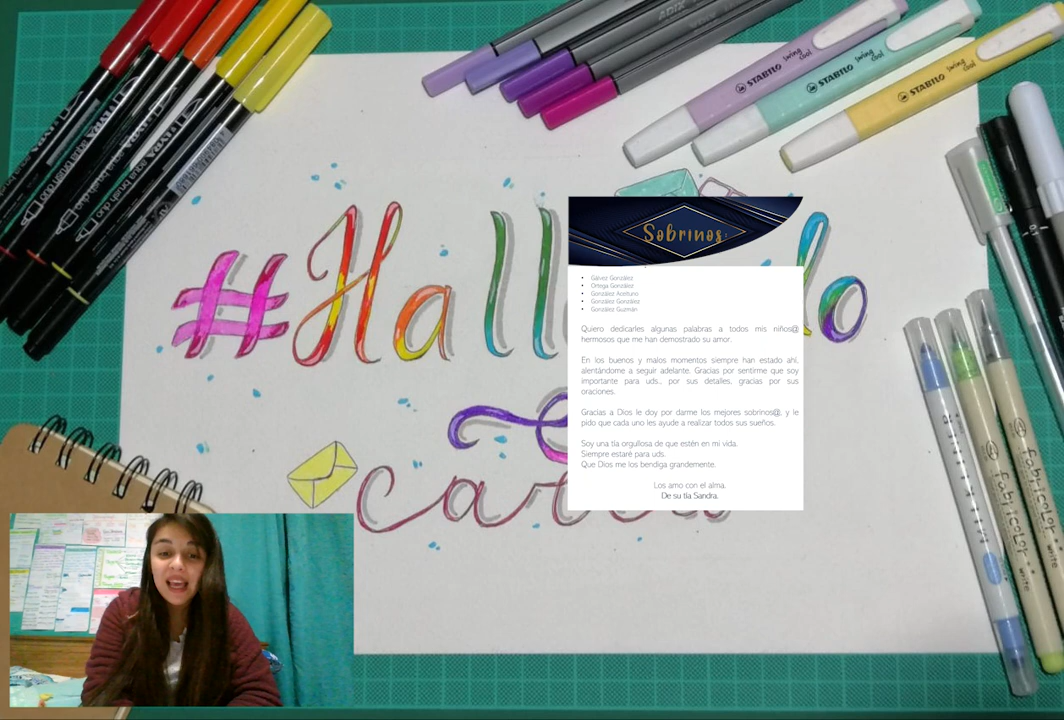 STABILO swing cool
STABILO swing cool
STABILO swing cool
Sobrinos:
• Gálvez González
• Ortega González
• González Aceituno
• González González
• González Guzmán
Quiero dedicarles algunas palabras a todos mis niños@
hermosos que me han demostrado su amor.
En los buenos y malos momentos siempre han estado ahí,
alentándome a seguir adelante. Gracias por sentirme que soy
importante para uds., por sus detalles, gracias por sus
oraciones.
Gracias a Dios le doy por darme los mejores sobrinos@, y le
pido que cada uno les ayude a realizar todos sus sueños.
Soy una tía orgullosa de que estén en mi vida.
Siempre estaré para uds.
Que Dios me los bendiga grandemente.
Los amo con el alma.
De su tía Sandra.
#Hall
lo
ca
fabricolor
write
fabricolor
write